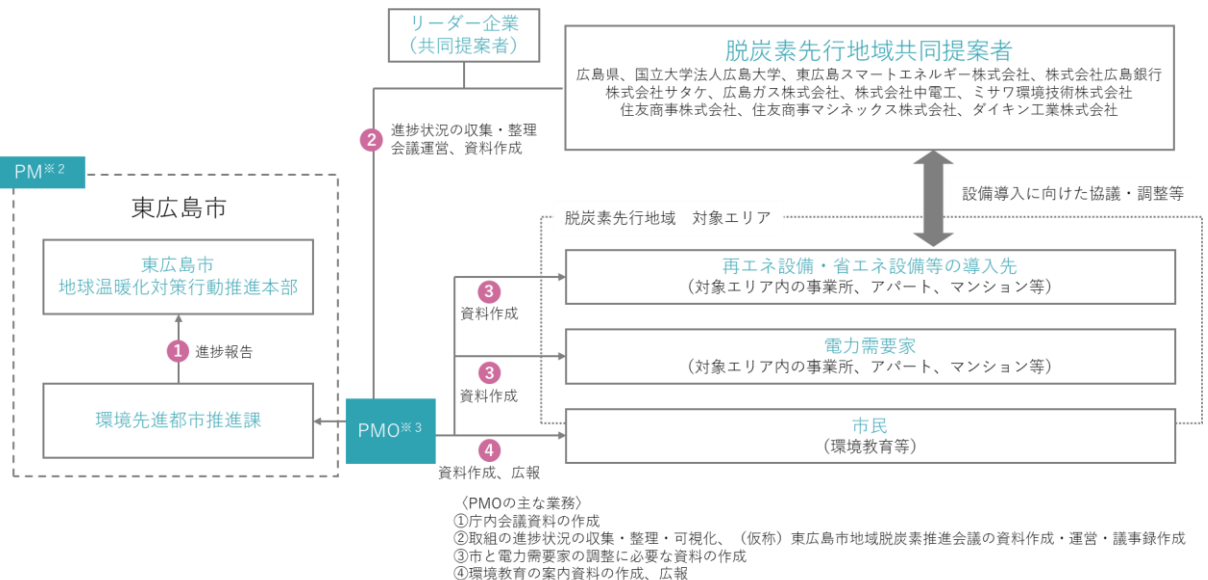 リーダー企業
（共同提案者）
脱炭素先行地域共同提案者
広島県、国立大学法人広島大学、東広島スマートエネルギー株式会社、株式会社広島銀行
株式会社サタケ、広島ガス株式会社、株式会社中電工、ミサワ環境技術株式会社
住友商事株式会社、住友商事マシネックス株式会社、ダイキン工業株式会社
2 進捗状況の収集・整理
会議運営、資料作成
PM※2
東広島市
設備導入に向けた協議・調整等
脱炭素先行地域　対象エリア
東広島市
地球温暖化対策行動推進本部
再エネ設備・省エネ設備等の導入先
（対象エリア内の事業所、アパート、マンション等）
3
資料作成
1 進捗報告
電力需要家
（対象エリア内の事業所、アパート、マンション等）
3
資料作成
環境先進都市推進課
PMO※3
市民
（環境教育等）
4
資料作成、広報
〈PMOの主な業務〉
①庁内会議資料の作成
②取組の進捗状況の収集・整理・可視化、（仮称）東広島市地域脱炭素推進会議の資料作成・運営・議事録作成
③市と電力需要家の調整に必要な資料の作成
④環境教育の案内資料の作成、広報